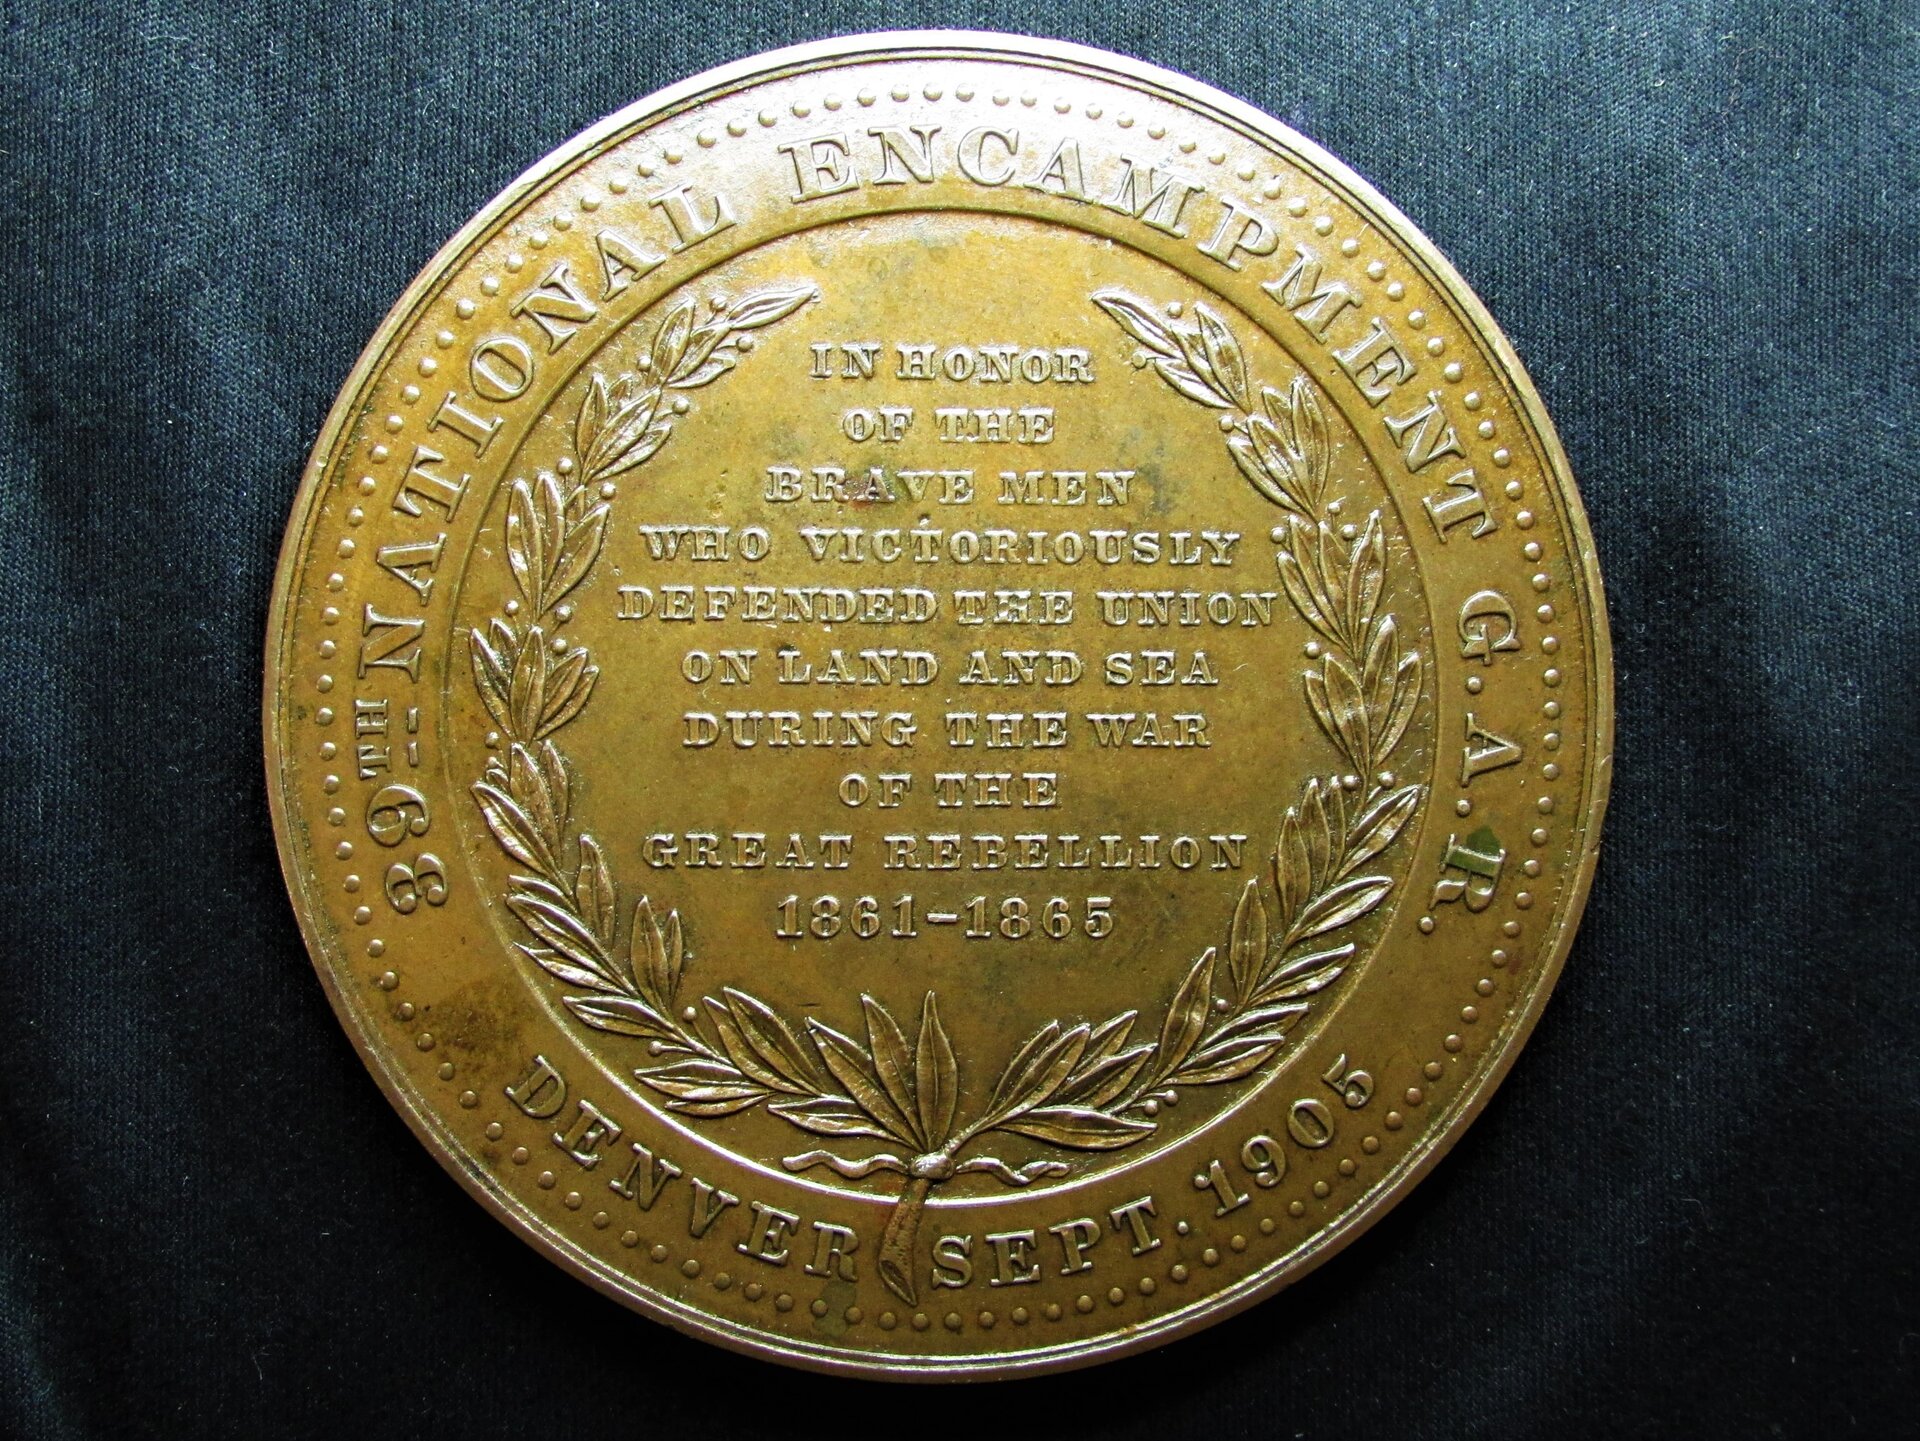 39TH NATIONAL ENCAMPMENT G.A.R.
IN HONOR
OF THE
BRAVE MEN
WHO VICTORIOUSLY
DEFENDED THE UNION
ON LAND AND SEA
DURING THE WAR
OF THE
GREAT REBELLION
1861-1865
DENVER SEPT. 1905